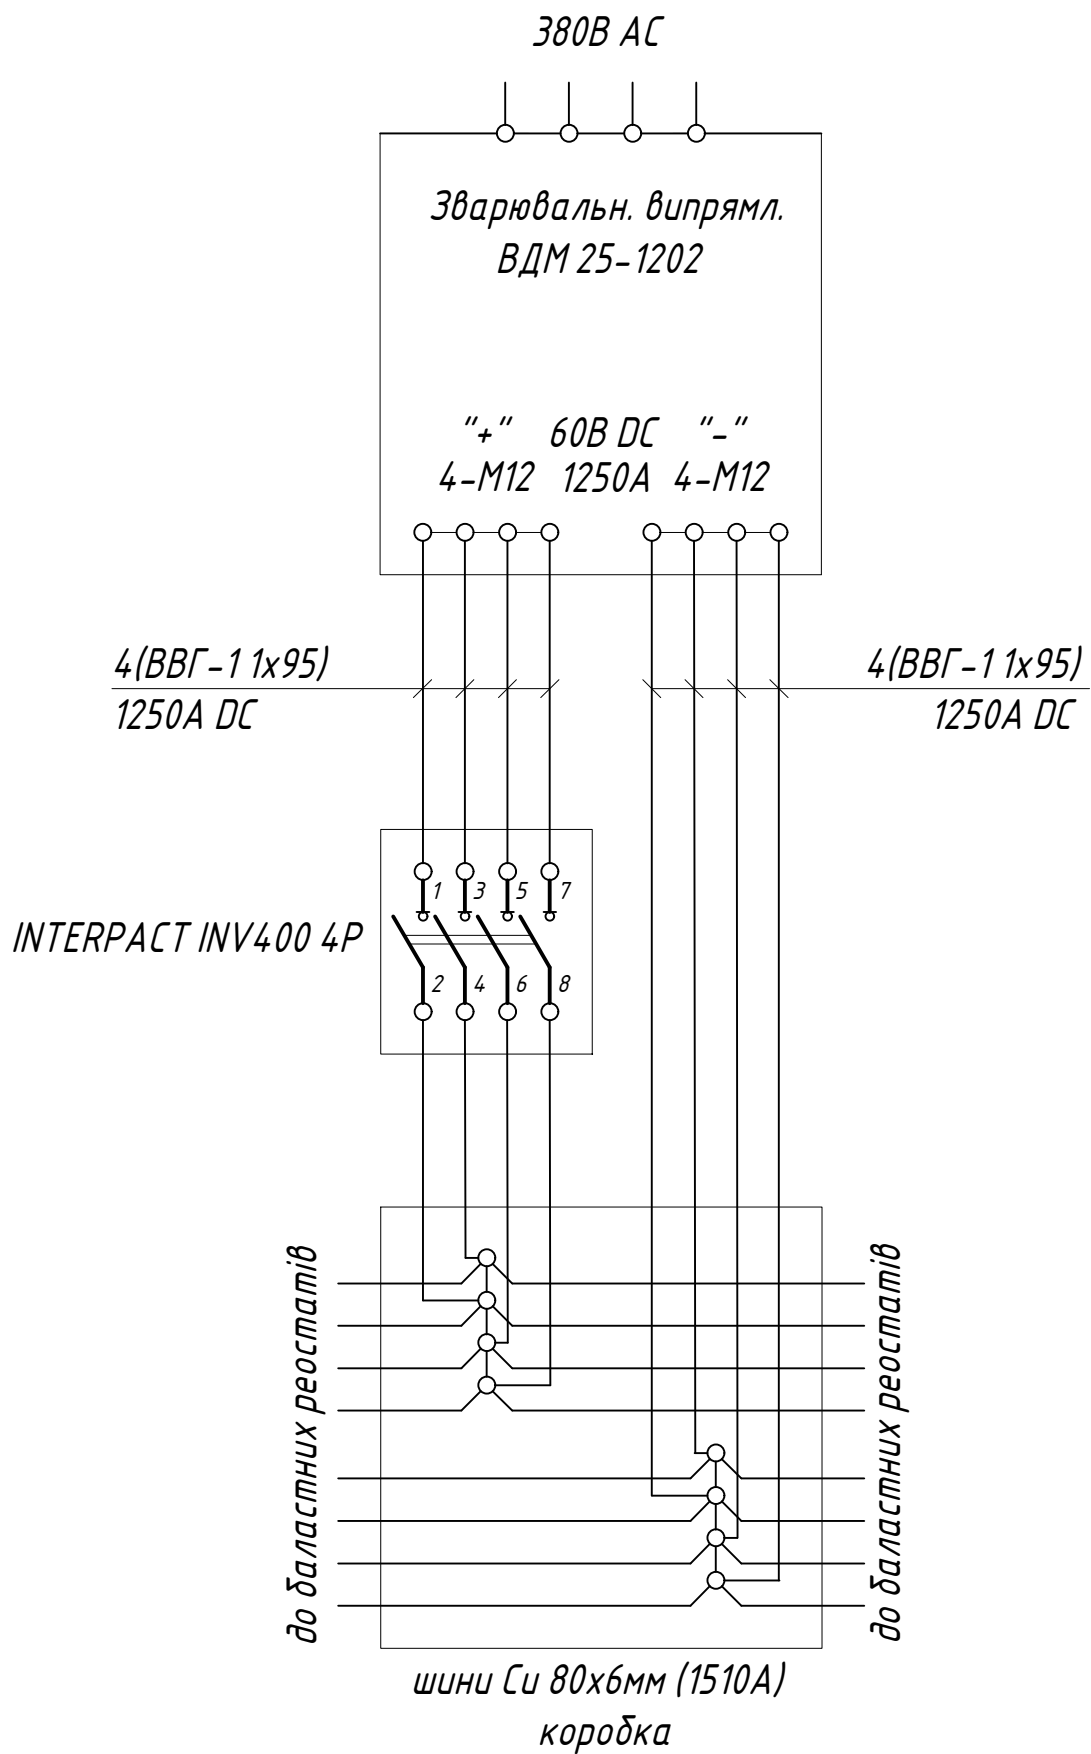 380В АС
Зварювальн. випрямл.
ВДМ 25-1202
"+" 60В DC "-"
4-М12 1250А 4-М12
4(ВВГ-1 1х95)
1250А DC
4(ВВГ-1 1х95)
1250А DC
1 3 5 7
INTERPACT INV400 4P
2 4 6 8
до баластних реостатів
до баластних реостатів
шини Си 80х6мм (1510А)
коробка